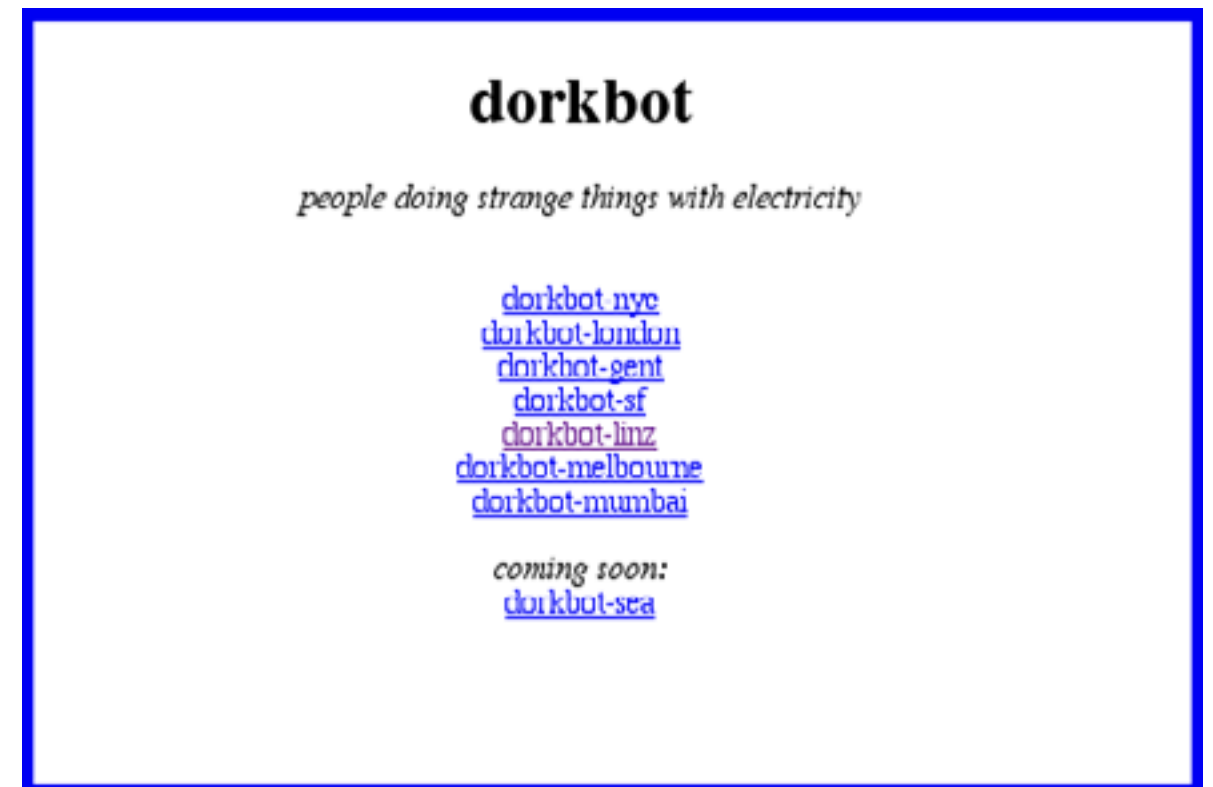 dorkbot
people doing strange things with electricity
dorkbot-nyc
dorkbot-london
dorkbot-gent
dorkbot-sf
dorkbot-linz
dorkbot-melbourne
dorkbot-mumbai
coming soon:
dorkbot-sea